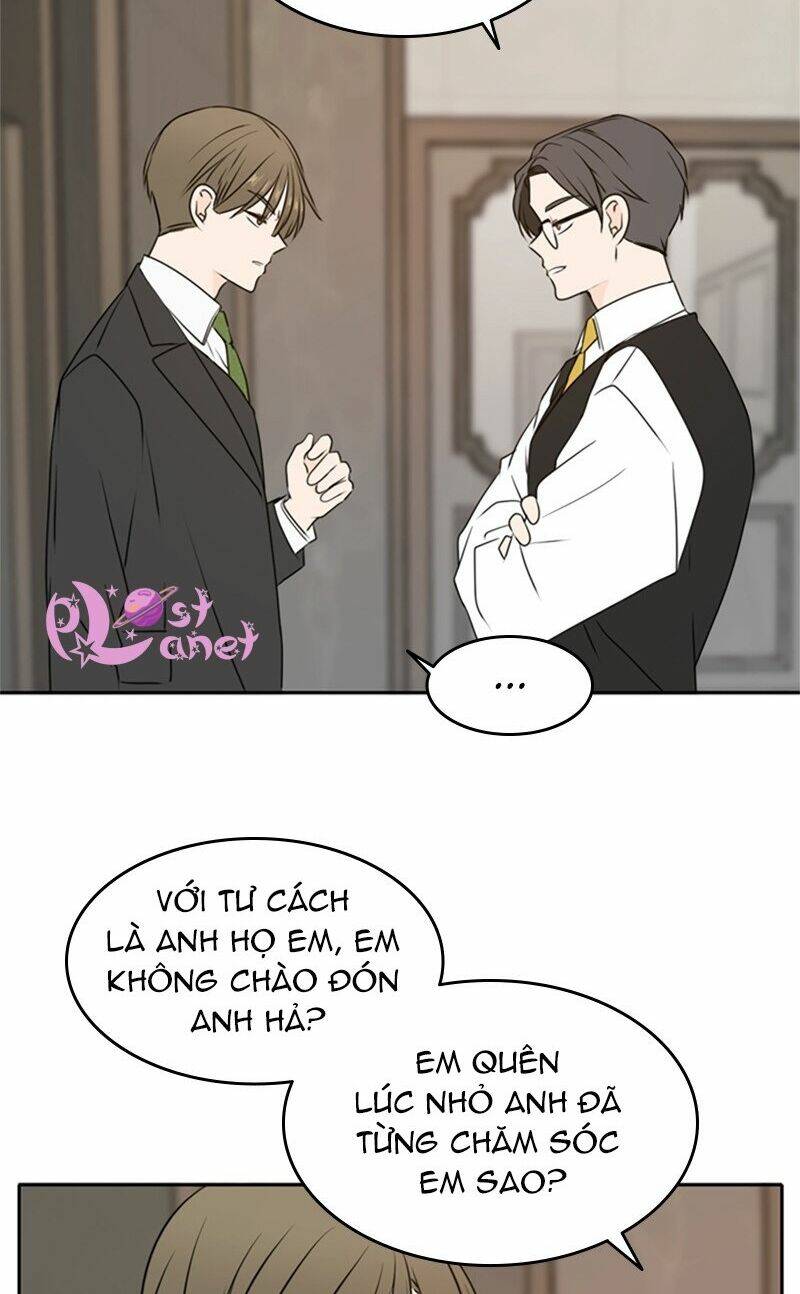 Lost
Planet
...
VỚI TƯ CÁCH
LÀ ANH HỌ EM, EM
KHÔNG CHÀO ĐÓN
ANH HẢ?
EM QUÊN
LÚC NHỎ ANH ĐÃ
TỪNG CHĂM SÓC
EM SAO?